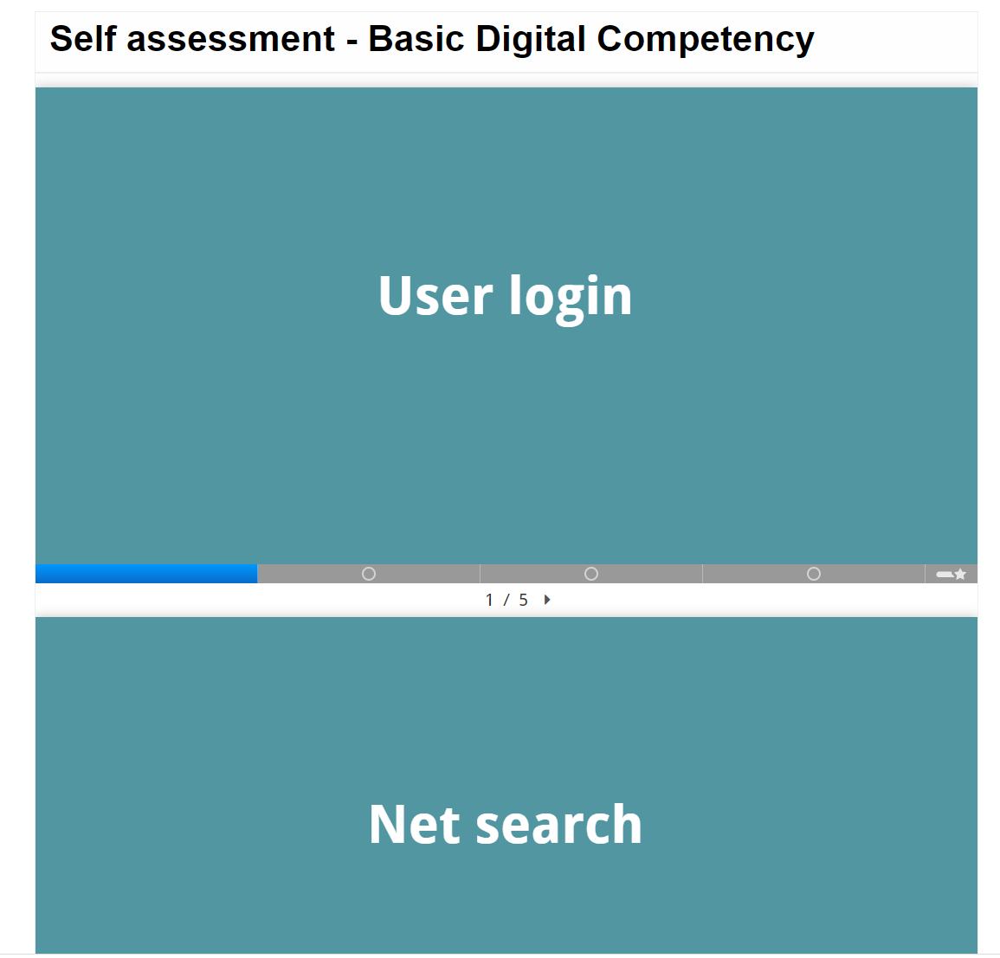 Self assessment - Basic Digital Competency
User login
1 / 5
Net search